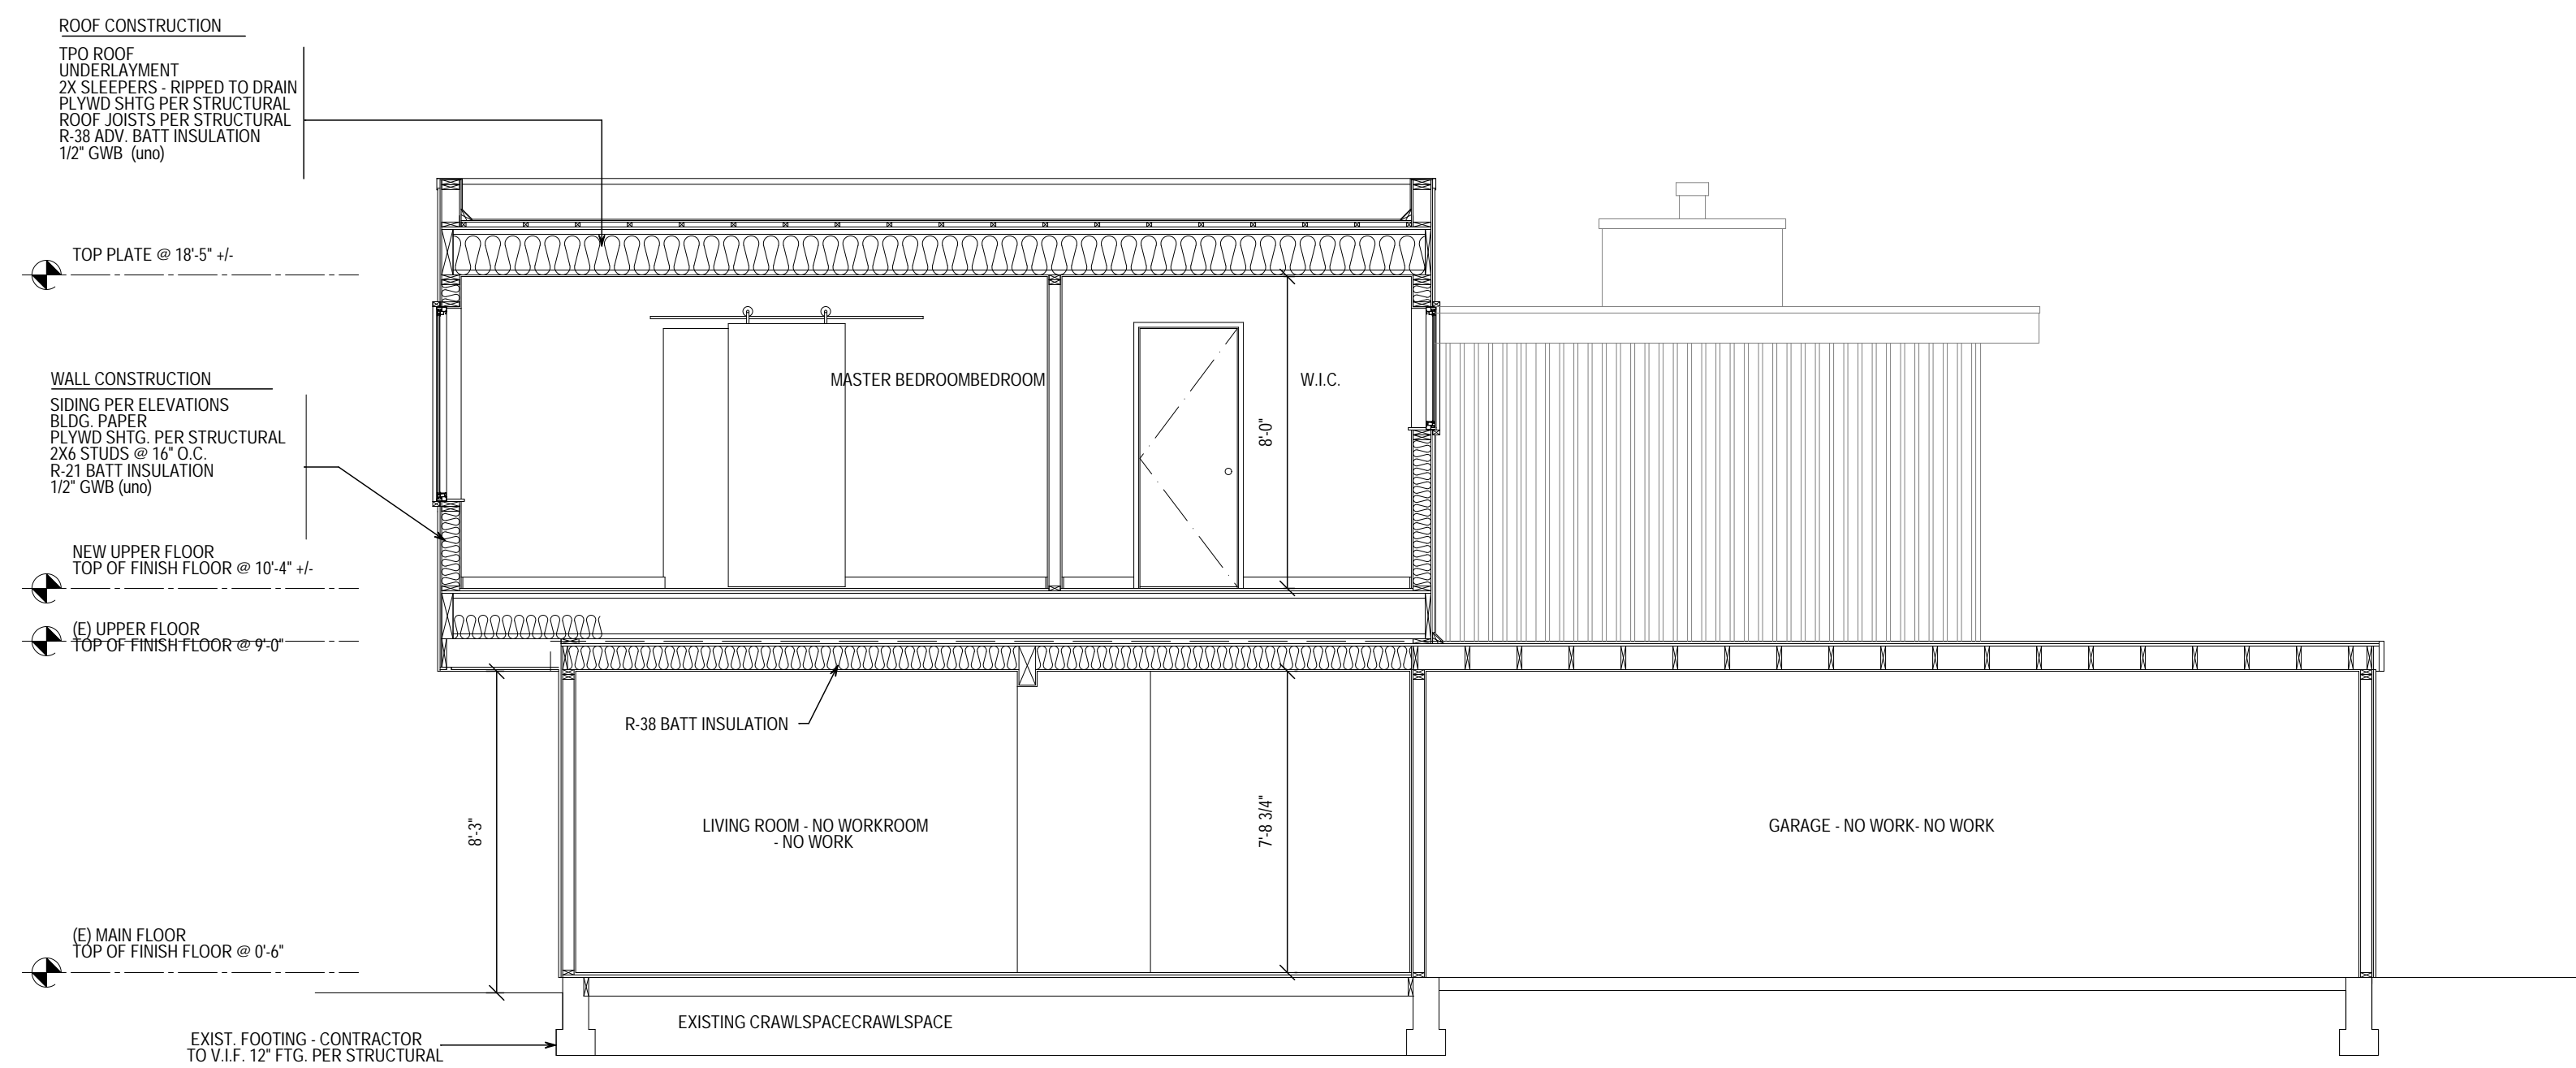 ROOF CONSTRUCTION
TPO ROOF
UNDERLAYMENT
2X SLEEPERS - RIPPED TO DRAIN
PLYWD SHTG PER STRUCTURAL
ROOF JOISTS PER STRUCTURAL
R-38 ADV. BATT INSULATION
1/2" GWB (uno)
TOP PLATE @ 18'-5" +/-
WALL CONSTRUCTION
SIDING PER ELEVATIONS
BLDG. PAPER
PLYWD SHTG. PER STRUCTURAL
2X6 STUDS @ 16" O.C.
R-21 BATT INSULATION
1/2" GWB (uno)
MASTER BEDROOMBEDROOM
W.I.C.
8'-0"
NEW UPPER FLOOR
TOP OF FINISH FLOOR @ 10'-4" +/-
(E) UPPER FLOOR
TOP OF FINISH FLOOR @ 9'-0"
R-38 BATT INSULATION
8'-3"
LIVING ROOM - NO WORKROOM
- NO WORK
7'-8 3/4"
GARAGE - NO WORK- NO WORK
(E) MAIN FLOOR
TOP OF FINISH FLOOR @ 0'-6"
EXISTING CRAWLSPACECRAWLSPACE
EXIST. FOOTING - CONTRACTOR
TO V.I.F. 12" FTG. PER STRUCTURAL